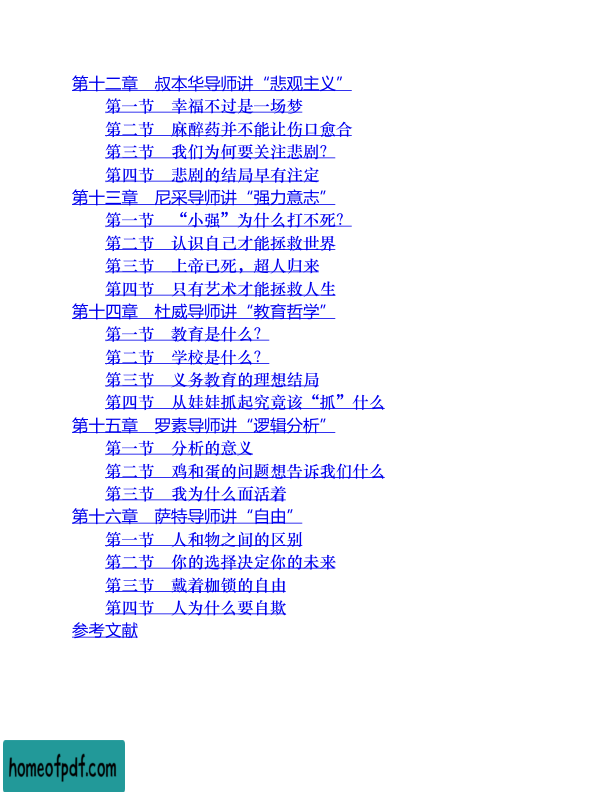 第十二章　叔本华导师讲“悲观主义”
第一节　幸福不过是一场梦
第二节　麻醉药并不能让伤口愈合
第三节　我们为何要关注悲剧？
第四节　悲剧的结局早有注定
第十三章　尼采导师讲“强力意志”
第一节　“小强”为什么打不死？
第二节　认识自己才能拯救世界
第三节　上帝已死，超人归来
第四节　只有艺术才能拯救人生
第十四章　杜威导师讲“教育哲学”
第一节　教育是什么？
第二节　学校是什么？
第三节　义务教育的理想结局
第四节　从娃娃抓起究竟该“抓”什么
第十五章　罗素导师讲“逻辑分析”
第一节　分析的意义
第二节　鸡和蛋的问题想告诉我们什么
第三节　我为什么而活着
第十六章　萨特导师讲“自由”
第一节　人和物之间的区别
第二节　你的选择决定你的未来
第三节　戴着枷锁的自由
第四节　人为什么要自欺
参考文献
homeofpdf.com